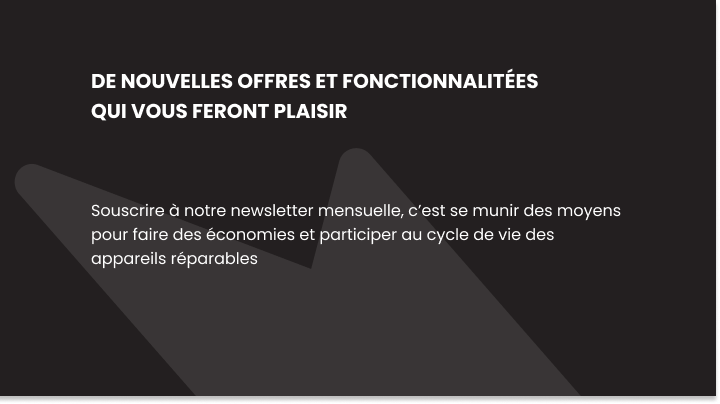 DE NOUVELLES OFFRES ET FONCTIONNALITÉES
QUI VOUS FERONT PLAISIR
Souscrire à notre newsletter mensuelle, c’est se munir des moyens
pour faire des économies et participer au cycle de vie des
appareils réparables